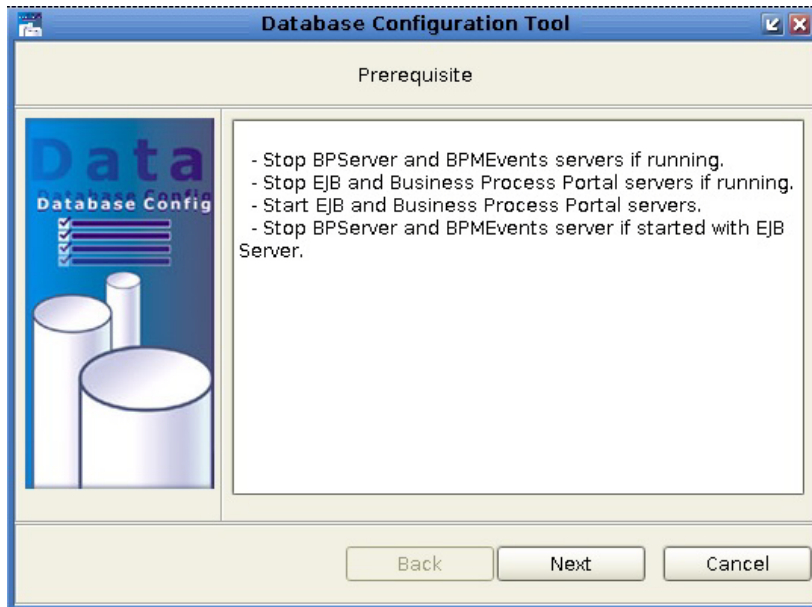 Database Configuration Tool
Prerequisite
Data
Database Config
Database Config
- Stop BPServer and BPMEvents servers if running.
- Stop EJB and Business Process Portal servers if running.
- Start EJB and Business Process Portal servers.
- Stop BPServer and BPMEvents server if started with EJB
Server.
Back
Next
Cancel